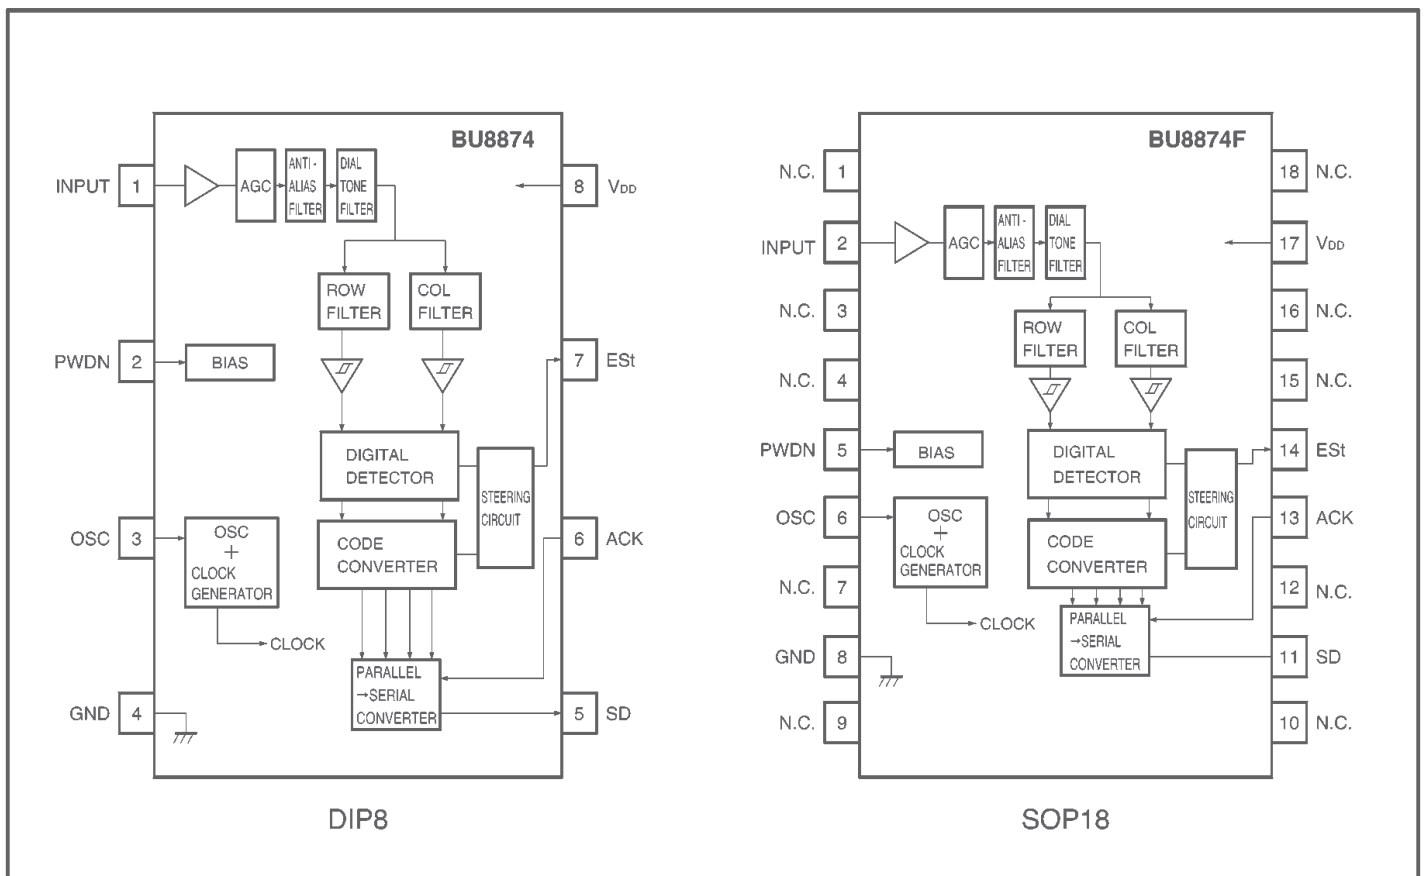 BU8874
INPUT 1
AGC
ANTI -
ALIAS
FILTER
DIAL
TONE
FILTER
8 VDD
ROW
FILTER
COL
FILTER
PWDN 2
BIAS
7 ESt
DIGITAL
DETECTOR
STEERING
CIRCUIT
OSC 3
OSC
+
CLOCK
GENERATOR
CODE
CONVERTER
6 ACK
CLOCK
PARALLEL
→SERIAL
CONVERTER
GND 4
5 SD
DIP8
BU8874F
N.C. 1
18 N.C.
INPUT 2
AGC
ANTI -
ALIAS
FILTER
DIAL
TONE
FILTER
17 VDD
N.C. 3
16 N.C.
ROW
FILTER
COL
FILTER
N.C. 4
15 N.C.
PWDN 5
BIAS
DIGITAL
DETECTOR
14 ESt
STEERING
CIRCUIT
OSC 6
OSC
+
CLOCK
GENERATOR
13 ACK
CODE
CONVERTER
N.C. 7
12 N.C.
CLOCK
PARALLEL
→SERIAL
CONVERTER
GND 8
11 SD
N.C. 9
10 N.C.
SOP18